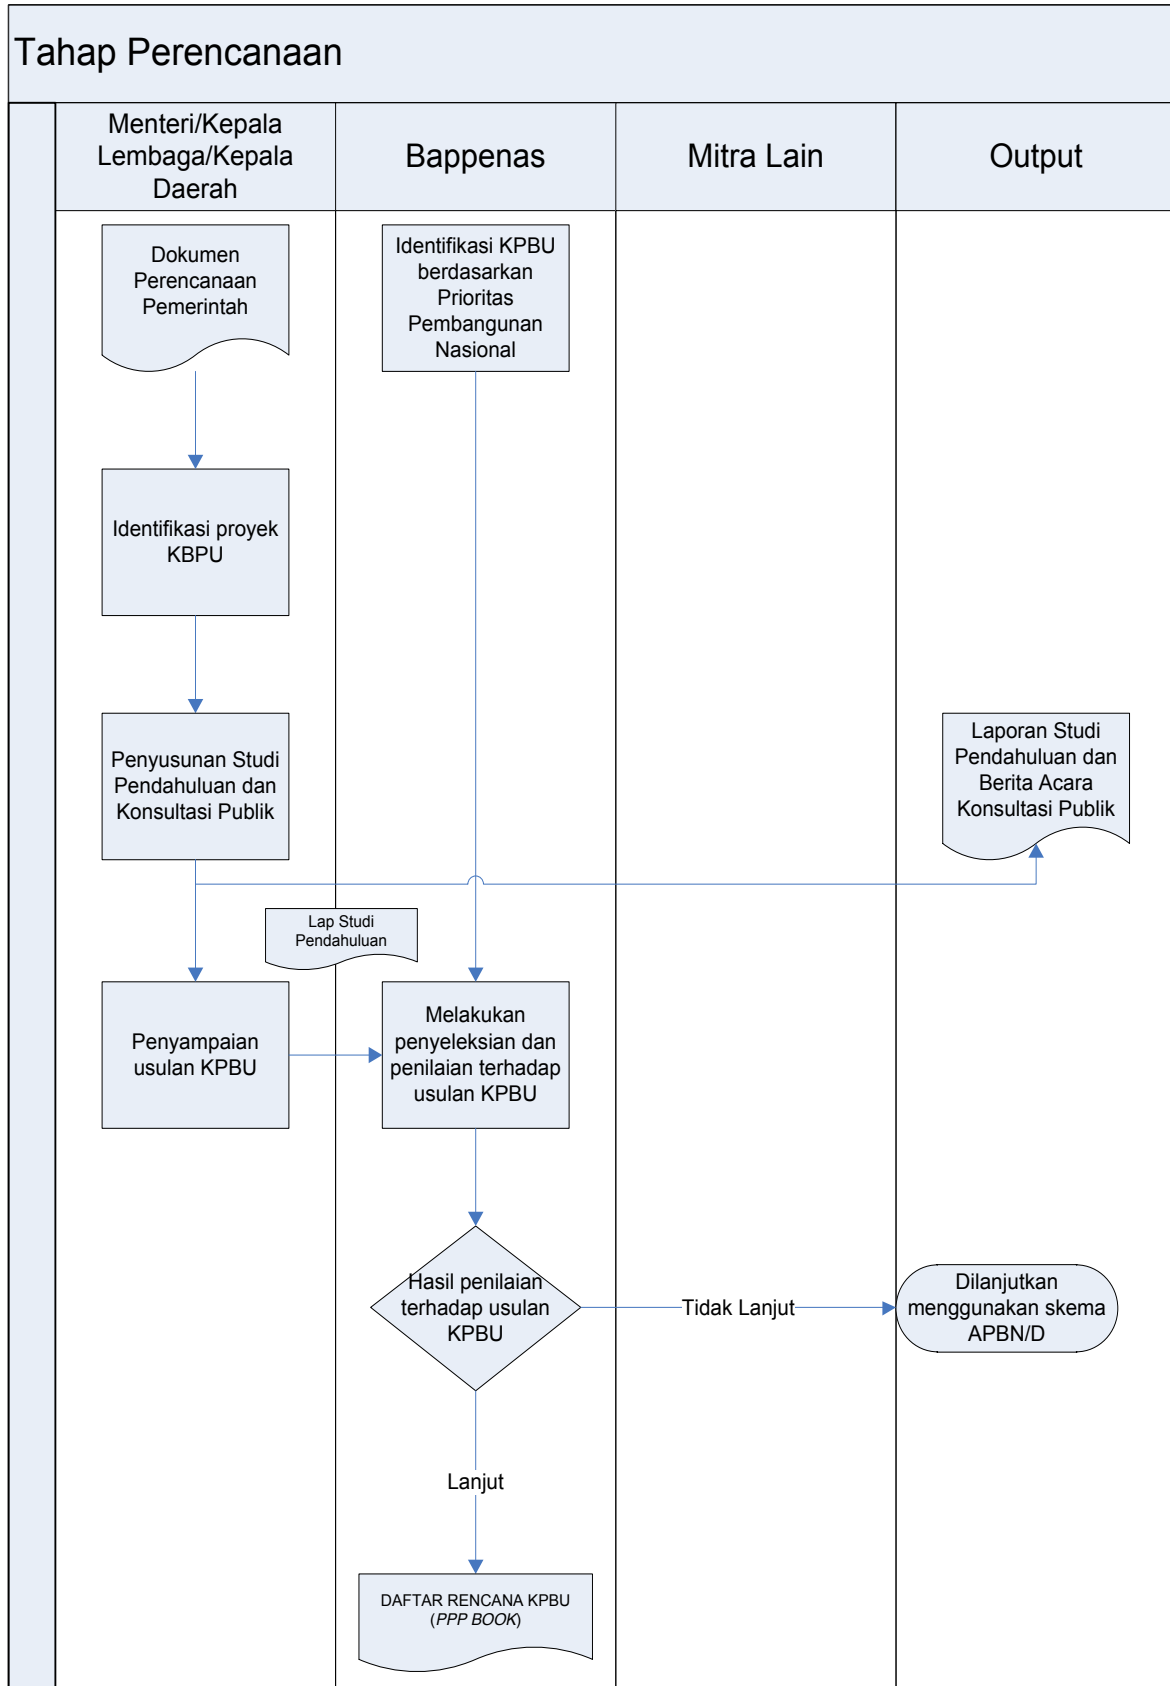 Tahap Perencanaan
Menteri/Kepala
Lembaga/Kepala
Daerah
Bappenas
Mitra Lain
Output
Dokumen
Perencanaan
Pemerintah
Identifikasi KPBU
berdasarkan
Prioritas
Pembangunan
Nasional
Identifikasi proyek
KBPU
Penyusunan Studi
Pendahuluan dan
Konsultasi Publik
Laporan Studi
Pendahuluan dan
Berita Acara
Konsultasi Publik
Lap Studi
Pendahuluan
Penyampaian
usulan KPBU
Melakukan
penyeleksian dan
penilaian terhadap
usulan KPBU
Hasil penilaian
terhadap usulan
KPBU
Tidak Lanjut
Dilanjutkan
menggunakan skema
APBN/D
Lanjut
DAFTAR RENCANA KPBU
(PPP BOOK)